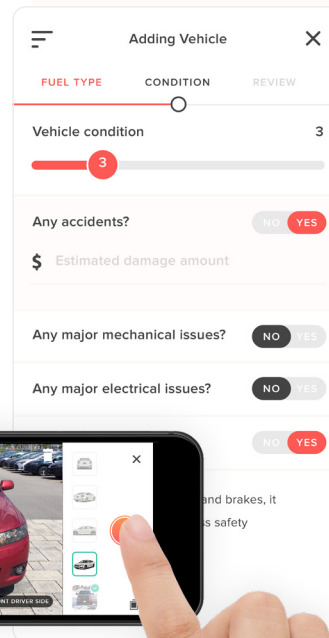 Adding Vehicle
FUEL TYPE CONDITION REVIEW
Vehicle condition 3
3
Any accidents? NO YES
$ Estimated damage amount
Any major mechanical issues? NO YES
Any major electrical issues? NO YES
NO YES
and brakes, it
safety
DRIVER SIDE